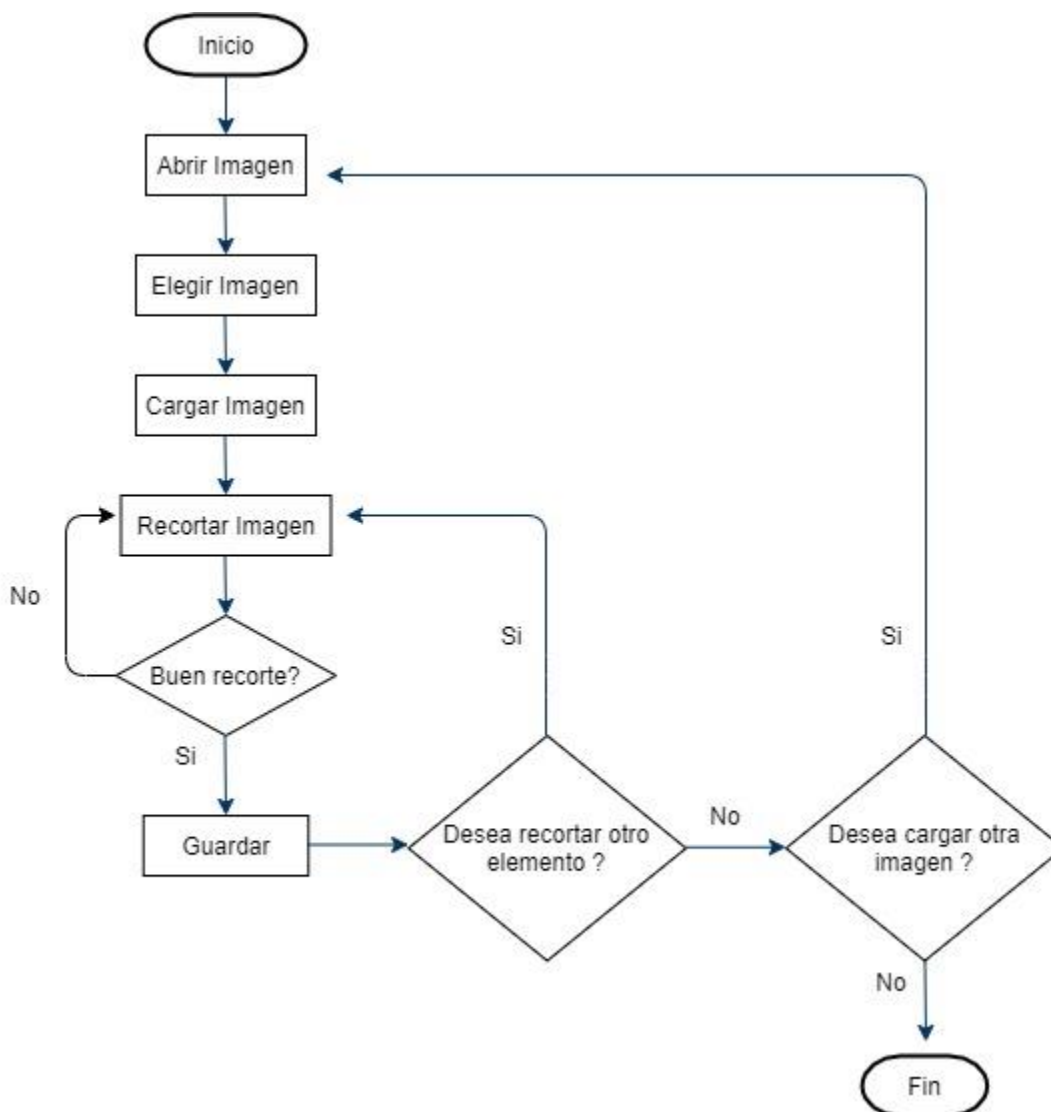 Inicio
Abrir Imagen
Elegir Imagen
Cargar Imagen
Recortar Imagen
No
Buen recorte?
Si
Guardar
Si
Desea recortar otro
elemento ?
No
Si
Desea cargar otra
imagen ?
No
Fin